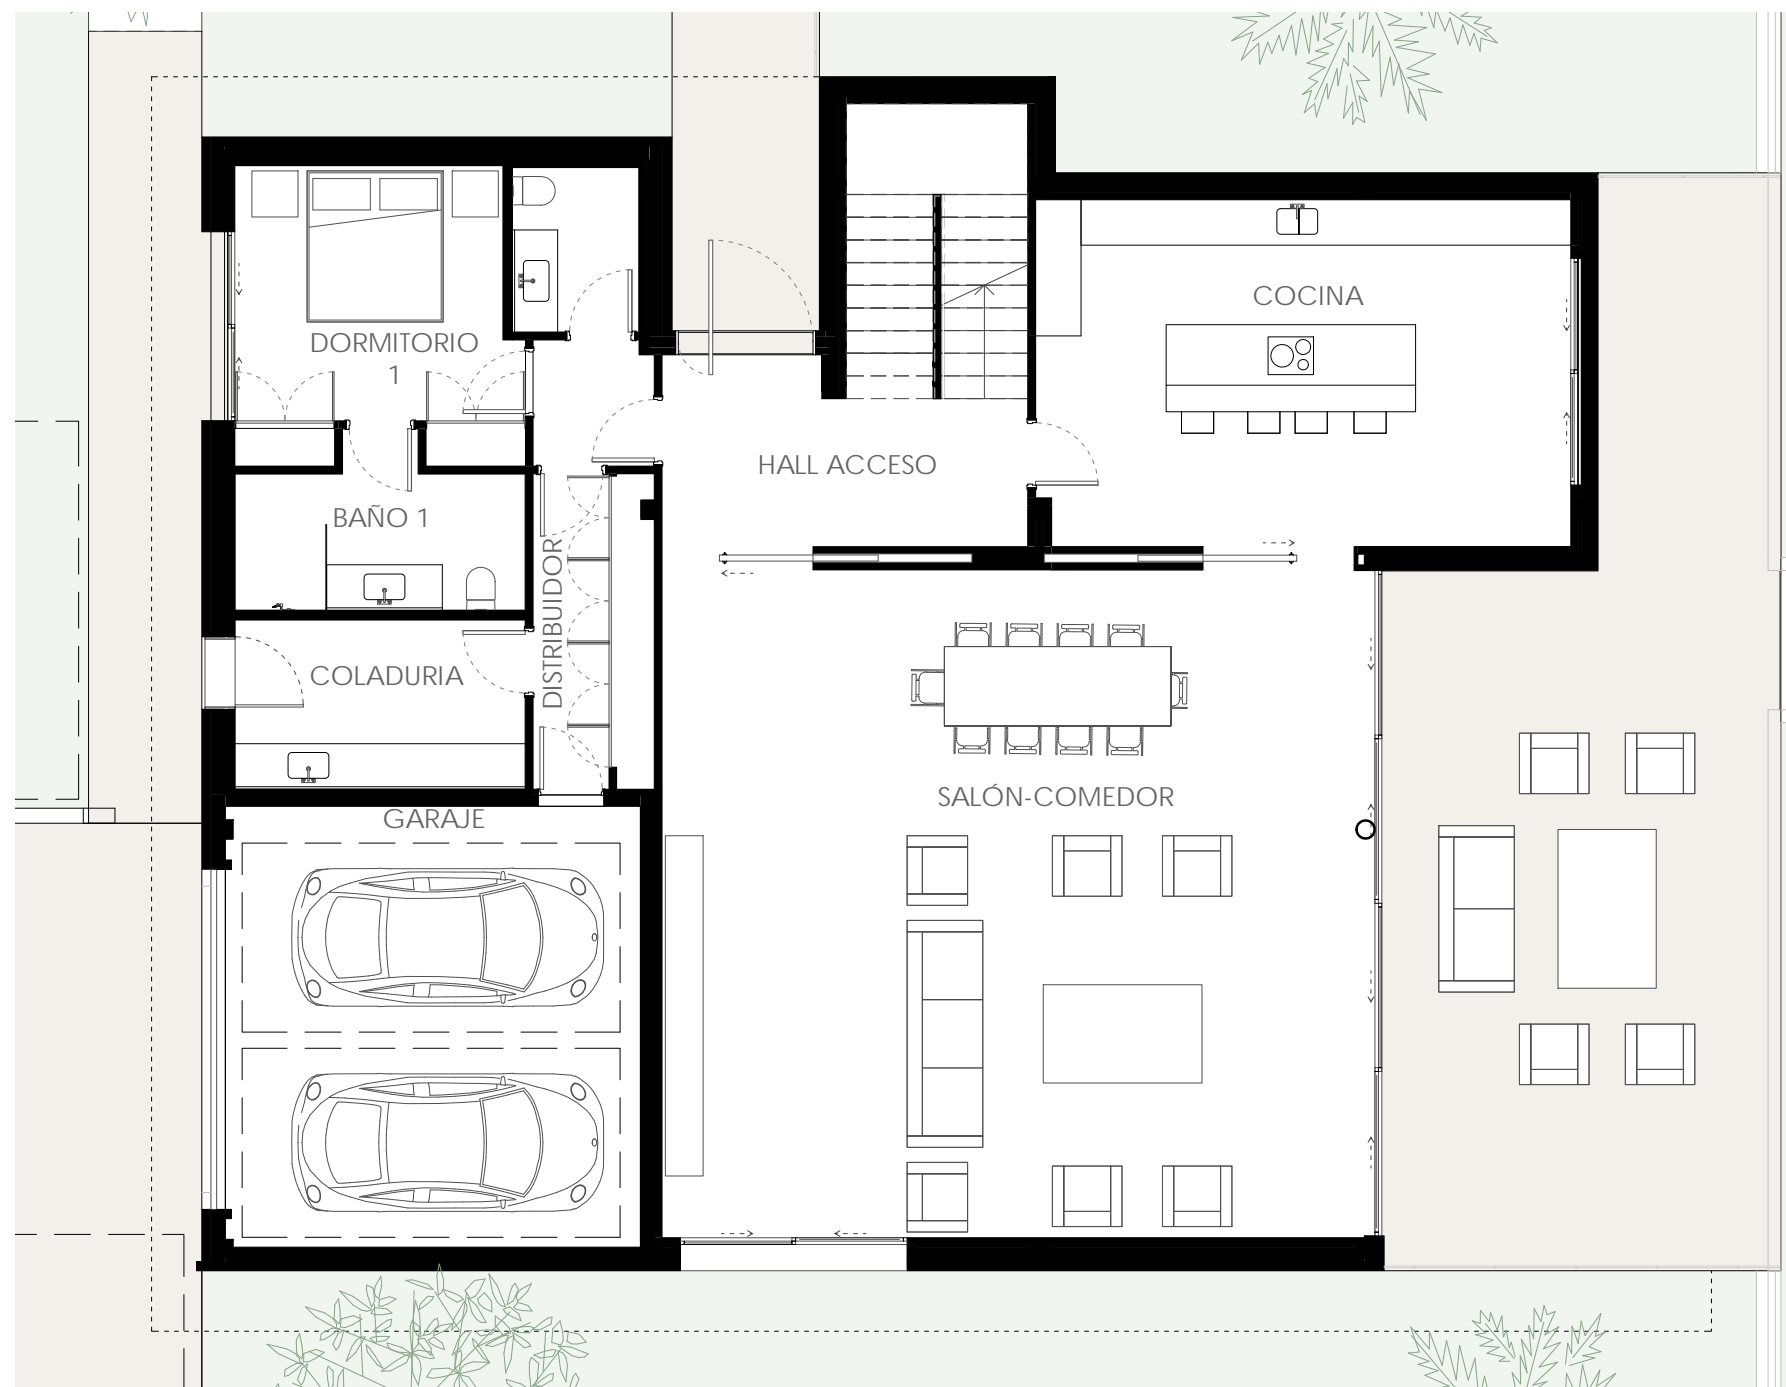 COCINA
DORMITORIO
1
HALL ACCESO
BAÑO 1
DISTRIBUIDOR
COLADURIA
SALÓN-COMEDOR
GARAJE